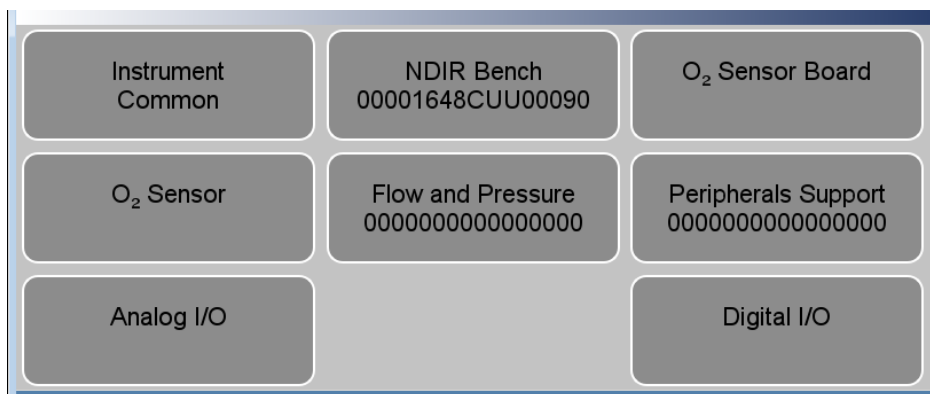 Instrument
Common
NDIR Bench
00001648CUU00090
O₂ Sensor Board
O₂ Sensor
Flow and Pressure
0000000000000000
Peripherals Support
0000000000000000
Analog I/O
Digital I/O